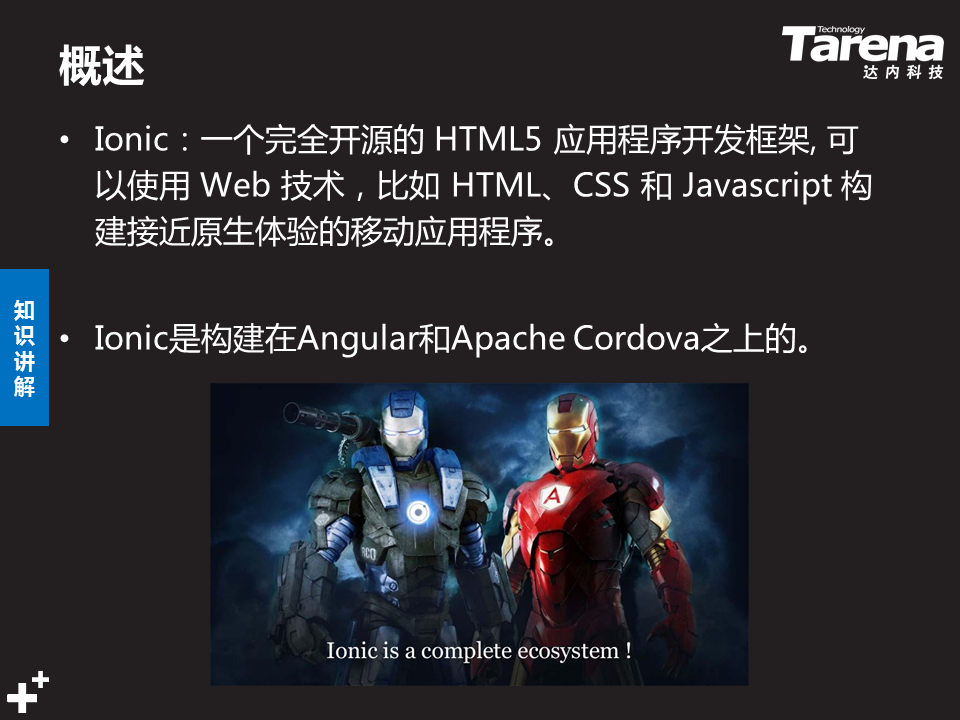 概述
Technology
Tarena
达内科技
• Ionic：一个完全开源的 HTML5 应用程序开发框架, 可
以使用 Web 技术，比如 HTML、CSS 和 Javascript 构
建接近原生体验的移动应用程序。
知
识
讲
解
• Ionic是构建在Angular和Apache Cordova之上的。
A
Ionic is a complete ecosystem !